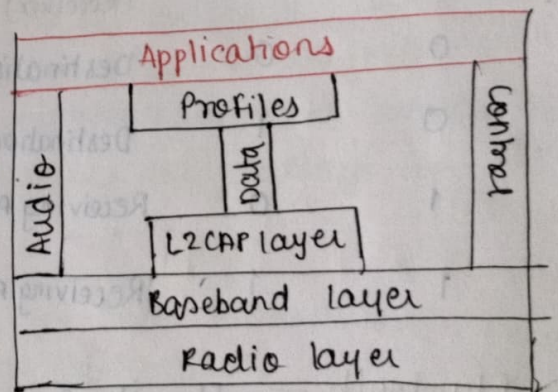 Applications
Profiles
Audio
Data
Control
L2CAP layer
Baseband layer
Radio layer